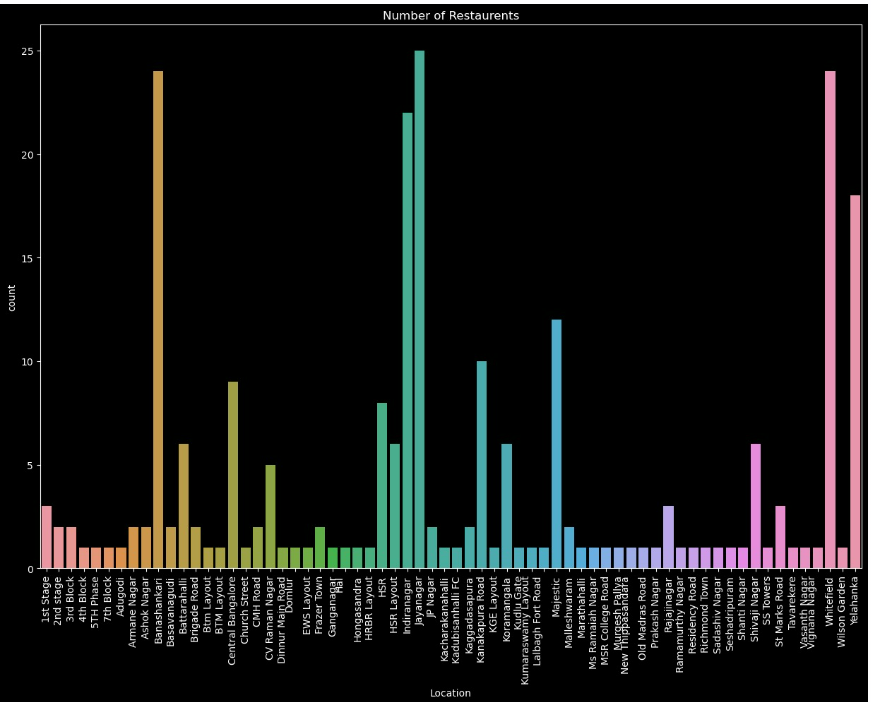 Number of Restaurents
25
20
15
10
5
0
count
1st Stage
2nd stage
3rd Block
4th Block
5TH Phase
7th Block
Adugodi
Armane Nagar
Ashok Nagar
Banashankari
Basavanagudi
Battarahalli
Brigade Road
Btm Layout
BTM Layout
Central Bangalore
Church Street
CMH Road
CV Raman Nagar
Dinnur Main Road
Domlur
EWS Layout
Frazer Town
Ganganagar
Hal
Hongasandra
HRBR Layout
HSR
HSR Layout
Indiranagar
Jayanagar
JP Nagar
Kacharakanahalli
Kadubisanhalli FC
Kaggadasapura
Kanakapura Road
KGE Layout
Koramangala
Kudlu Gate
Kumaraswamy Layout
Lalbagh Fort Road
Majestic
Malleshwaram
Marathahalli
Ms Ramaiah Nagar
MSR College Road
Mugesh Pallya
New Thippasandara
Old Madras Road
Prakash Nagar
Rajajinagar
Ramamurthy Nagar
Residency Road
Richmond Town
Sadashiv Nagar
Seshadripuram
Shanti Nagar
Shivaji Nagar
SS Towers
St Marks Road
Tavarekere
Vasanth Nagar
Vignana Nagar
Whitefield
Wilson Garden
Yelahanka
Location